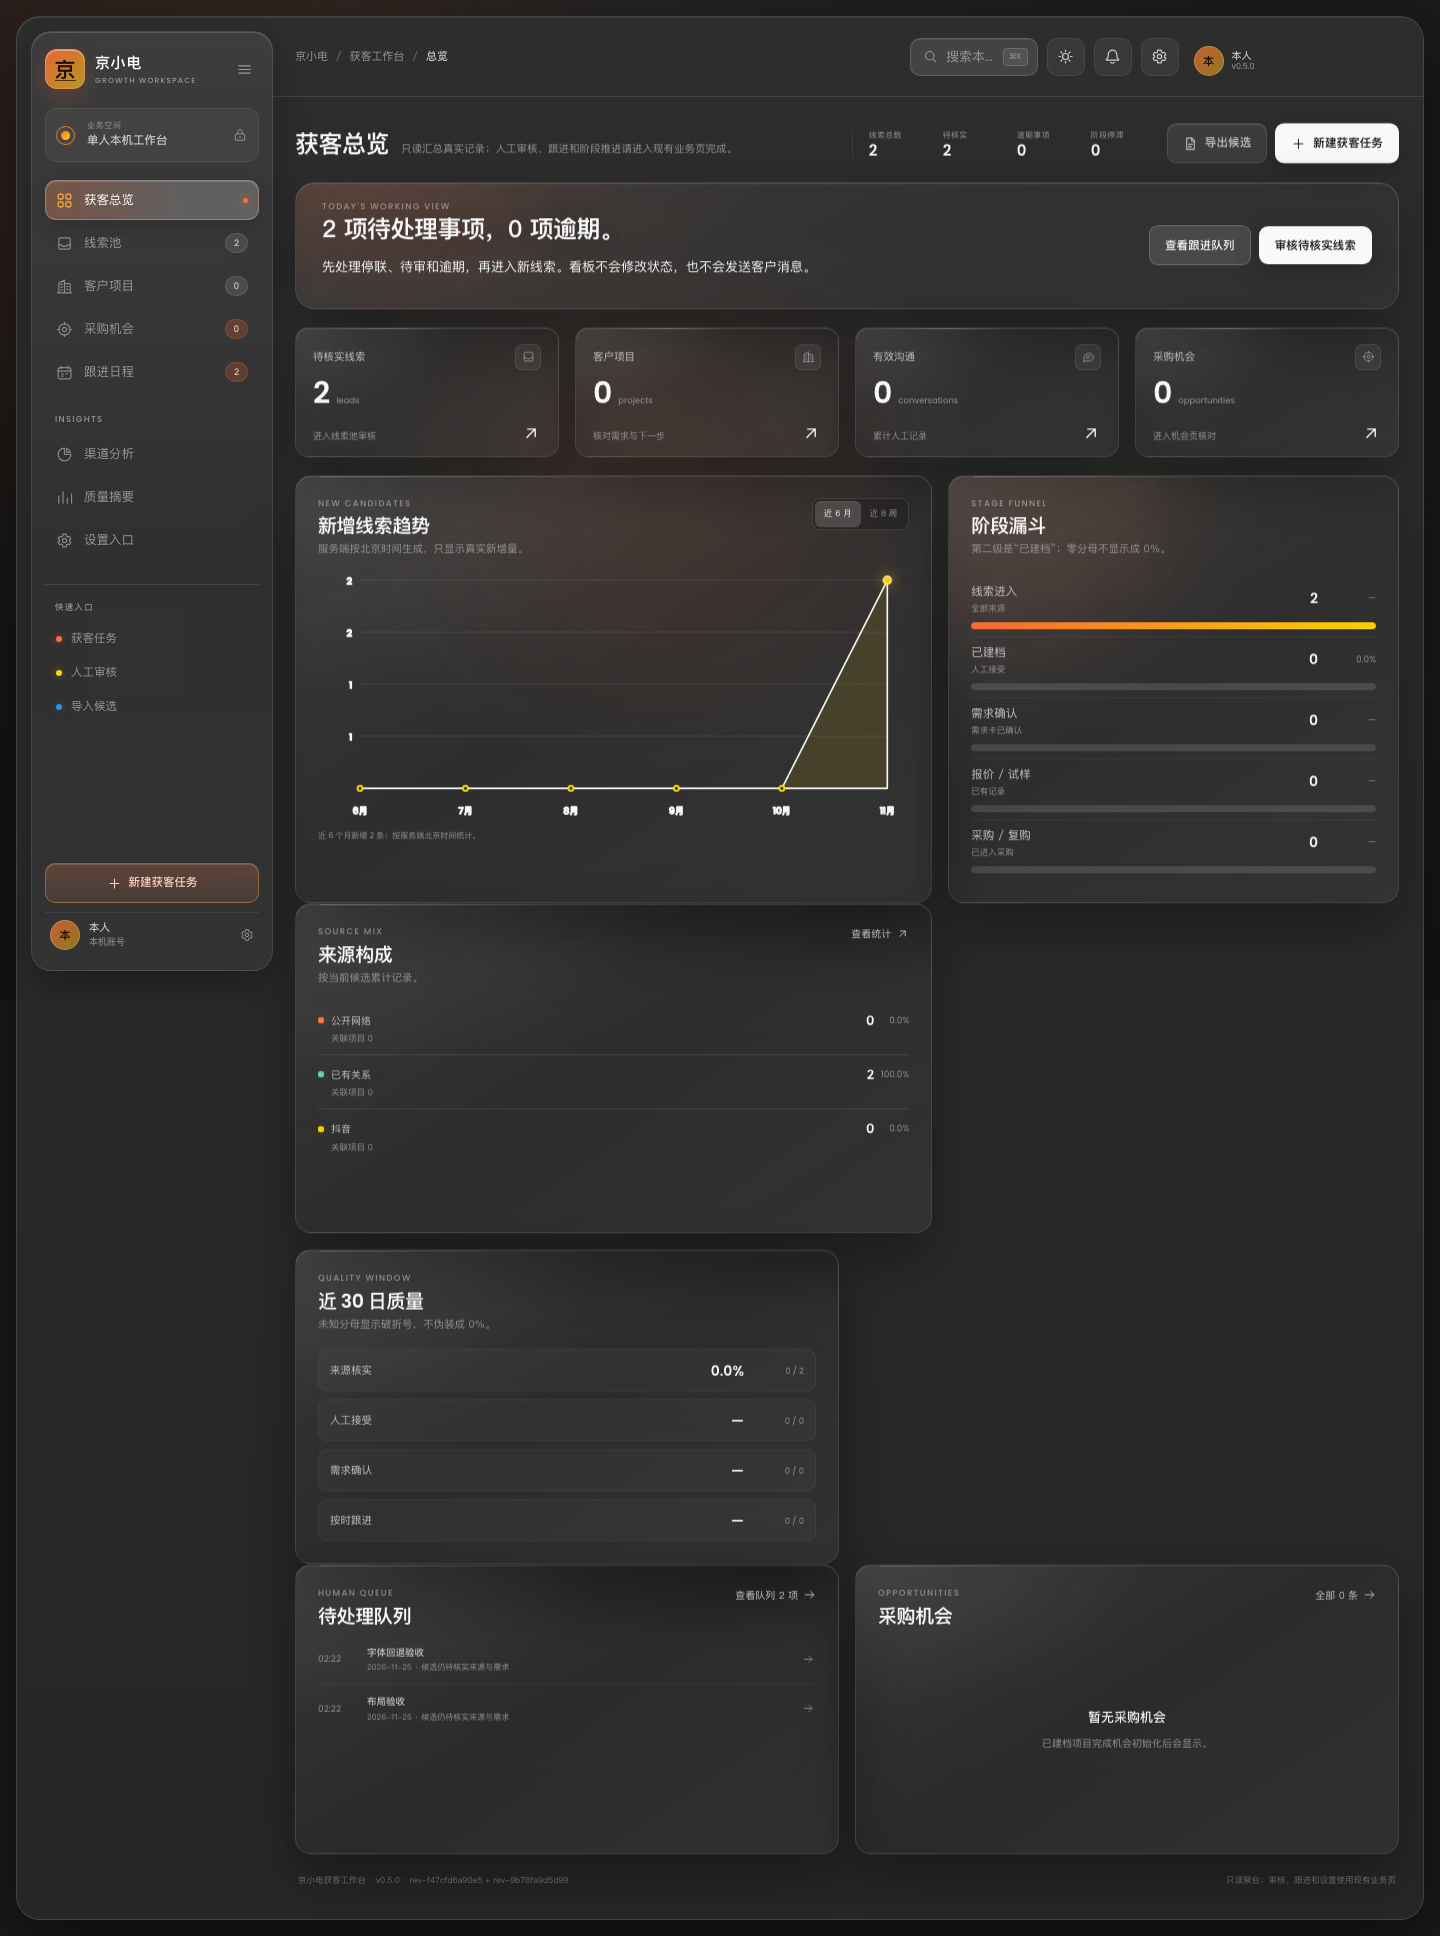 京
京小电
GROWTH WORKSPACE
业务空间
单人本机工作台
获客总览
线索池
2
客户项目
0
采购机会
0
跟进日程
2
INSIGHTS
渠道分析
质量摘要
设置入口
快速入口
获客任务
人工审核
导入候选
新建获客任务
本
本人
本机账号
京小电 / 获客工作台 / 总览
搜索本... ⌘K
本
本人
v0.5.0
获客总览
只读汇总真实记录；人工审核、跟进和阶段推进请进入现有业务页完成。
线索总数
2
待核实
2
逾期事项
0
阶段停滞
0
导出候选
新建获客任务
TODAY'S WORKING VIEW
2 项待处理事项，0 项逾期。
先处理停联、待审和逾期，再进入新线索。看板不会修改状态，也不会发送客户消息。
查看跟进队列
审核待核实线索
待核实线索
2 leads
进入线索池审核
客户项目
0 projects
核对需求与下一步
有效沟通
0 conversations
累计人工记录
采购机会
0 opportunities
进入机会页核对
NEW CANDIDATES
新增线索趋势
服务端按北京时间生成，只显示真实新增量。
近 6 月
近 8 周
2
2
1
1
6月
7月
8月
9月
10月
11月
近 6 个月新增 2 条；按服务端北京时间统计。
STAGE FUNNEL
阶段漏斗
第二级是“已建档”；零分母不显示成 0%。
线索进入
全部来源
2
—
已建档
人工接受
0
0.0%
需求确认
需求卡已确认
0
—
报价 / 试样
已有记录
0
—
采购 / 复购
已进入采购
0
—
SOURCE MIX
来源构成
按当前候选累计记录。
查看统计
公开网络
关联项目 0
0 0.0%
已有关系
关联项目 0
2 100.0%
抖音
关联项目 0
0 0.0%
QUALITY WINDOW
近 30 日质量
未知分母显示破折号，不伪装成 0%。
来源核实 0.0% 0 / 2
人工接受 — 0 / 0
需求确认 — 0 / 0
按时跟进 — 0 / 0
HUMAN QUEUE
待处理队列
查看队列 2 项
02:22
字体回退验收
2026-11-25 · 候选仍待核实来源与需求
02:22
布局验收
2026-11-25 · 候选仍待核实来源与需求
OPPORTUNITIES
采购机会
全部 0 条
暂无采购机会
已建档项目完成机会初始化后会显示。
京小电获客工作台 · v0.5.0 · rev-f47cfd6a90e5 + rev-9b78fa9d5d99
只读聚合；审核、跟进和设置使用现有业务页